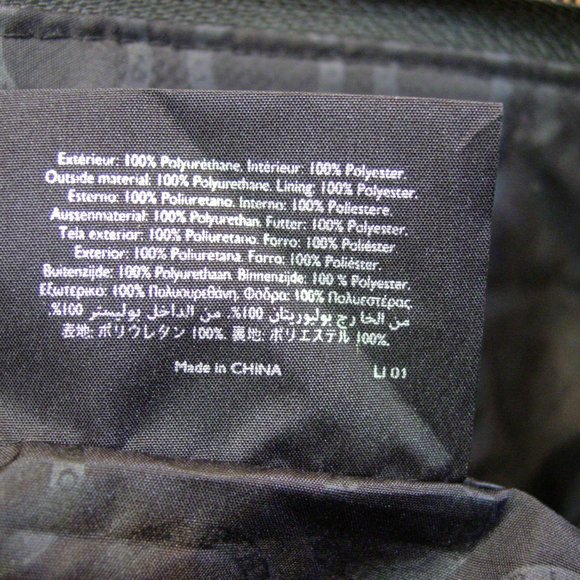 Extérieur: 100% Polyuréthane, Intérieur: 100% Polyester.
Outside material: 100% Polyurethane, Lining: 100% Polyester.
Esterno: 100% Poliuretano, Interno: 100% Poliestere.
Aussenmaterial: 100% Polyurethan, Futter: 100% Polyester.
Tela exterior: 100% Poliuretano, Forro: 100% Poliéster
Exterior: 100% Poliuretana, Forra: 100% Poliéster.
Buitenzijde: 100% Polyurethaan, Binnenzijde: 100 % Polyester.
Εξωτερικο: 100% Πολυουρεθάνη, Φοδρα: 100% Πολυεστέρας
من الخارج بوليوريتان 100%. من الداخل بوليستر 100%.
表地: ポリウレタン 100%. 裏地: ポリエステル 100%.
Made in CHINA LI 01